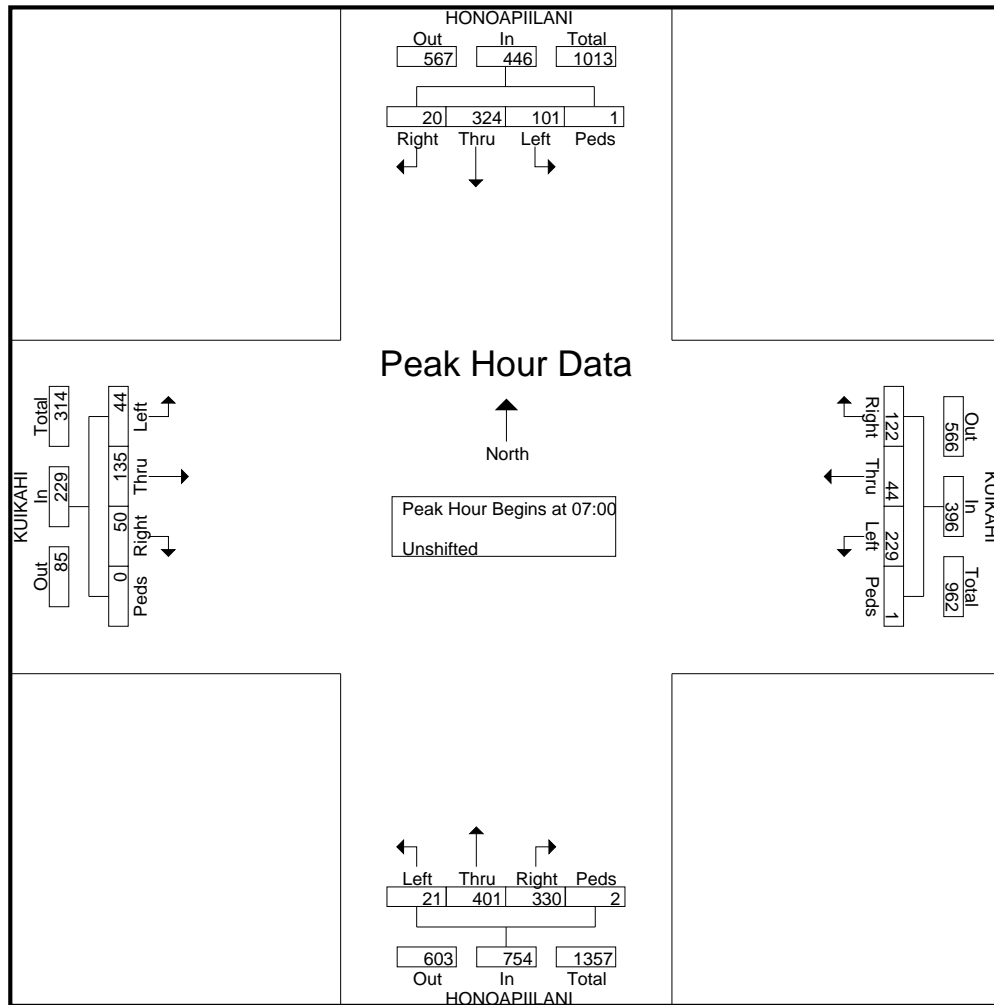 HONOAPIILANI
Out In Total
567 446 1013
20 324 101 1
Right Thru Left Peds
Peak Hour Data
North
Peak Hour Begins at 07:00
Unshifted
KUIKAHI
Total In Out
314 229 85
44 135 50 0
Left Thru Right Peds
KUIKAHI
Out In Total
566 396 962
122 44 229 1
Right Thru Left Peds
Left Thru Right Peds
21 401 330 2
603 754 1357
Out In Total
HONOAPIILANI